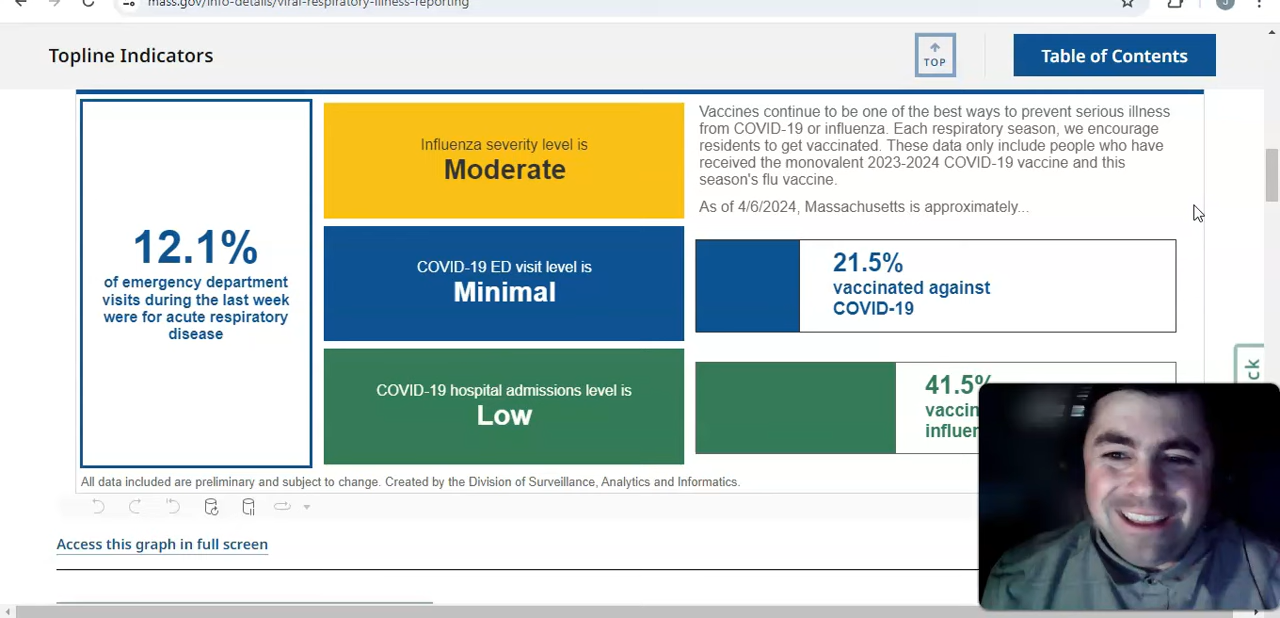 mass.gov/info-details/viral-respiratory-illness-reporting
Topline Indicators
TOP
Table of Contents
12.1%
of emergency department
visits during the last week
were for acute respiratory
disease
Influenza severity level is
Moderate
COVID-19 ED visit level is
Minimal
COVID-19 hospital admissions level is
Low
Vaccines continue to be one of the best ways to prevent serious illness
from COVID-19 or influenza. Each respiratory season, we encourage
residents to get vaccinated. These data only include people who have
received the monovalent 2023-2024 COVID-19 vaccine and this
season's flu vaccine.
As of 4/6/2024, Massachusetts is approximately...
21.5%
vaccinated against
COVID-19
41.5%
All data included are preliminary and subject to change. Created by the Division of Surveillance, Analytics and Informatics.
Access this graph in full screen